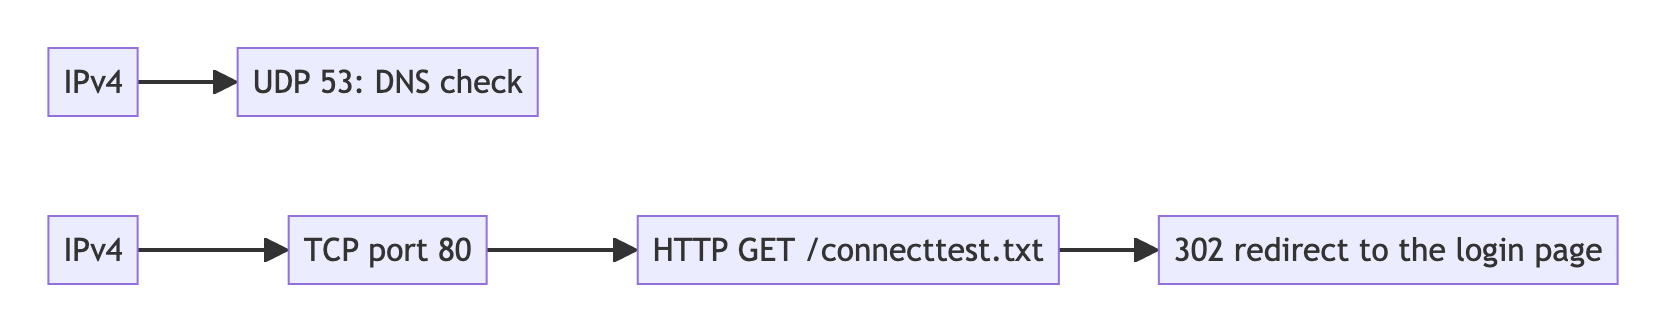 IPv4
UDP 53: DNS check
IPv4
TCP port 80
HTTP GET /connecttest.txt
302 redirect to the login page